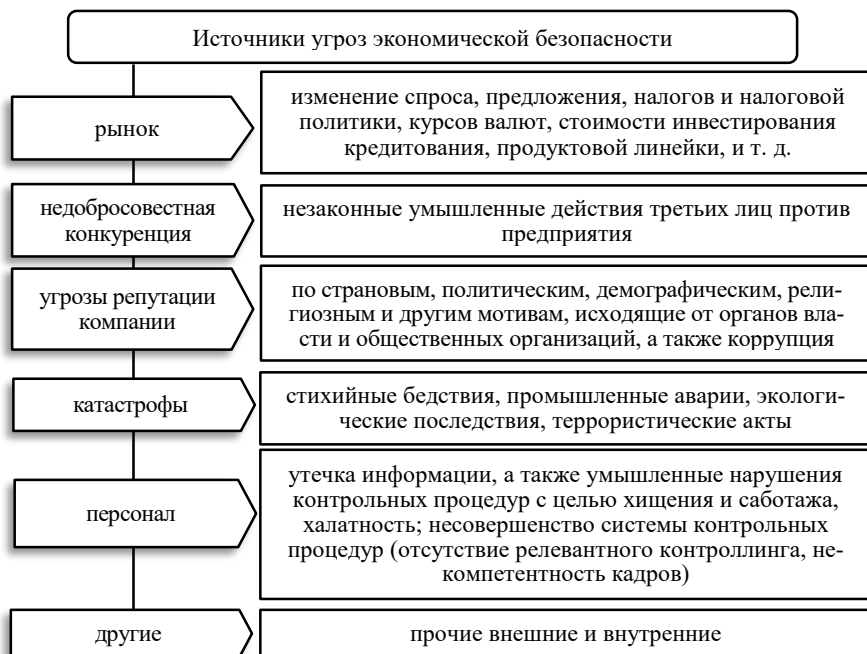 Источники угроз экономической безопасности
рынок
изменение спроса, предложения, налогов и налоговой
политики, курсов валют, стоимости инвестирования
кредитования, продуктовой линейки, и т. д.
недобросовестная
конкуренция
незаконные умышленные действия третьих лиц против
предприятия
угрозы репутации
компании
по страновым, политическим, демографическим, рели-
гиозным и другим мотивам, исходящие от органов вла-
сти и общественных организаций, а также коррупция
катастрофы
стихийные бедствия, промышленные аварии, экологи-
ческие последствия, террористические акты
персонал
утечка информации, а также умышленные нарушения
контрольных процедур с целью хищения и саботажа,
халатность; несовершенство системы контрольных
процедур (отсутствие релевантного контроллинга, не-
компетентность кадров)
другие
прочие внешние и внутренние